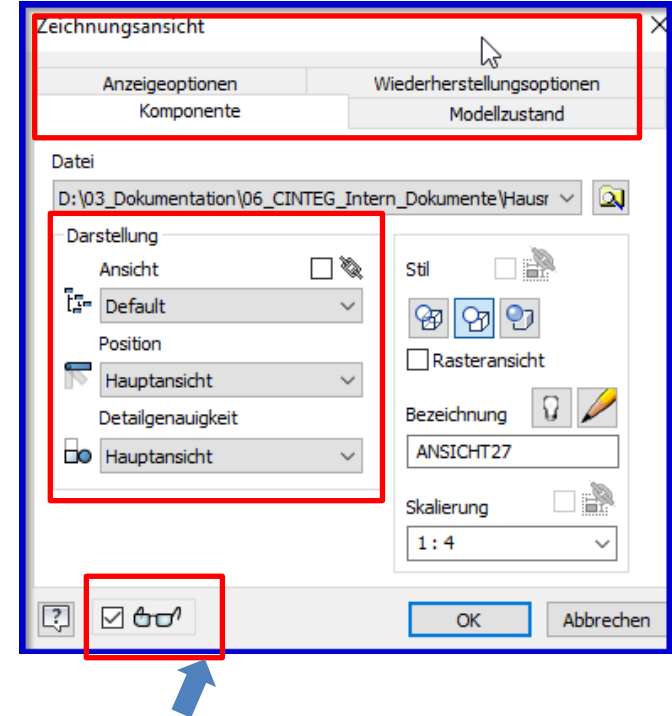 Zeichnungsansicht
Anzeigeoptionen Wiederherstellungsoptionen
Komponente Modellzustand
Datei
D:\03_Dokumentation\06_CINTEG_Intern_Dokumente\Hausr
Darstellung
Ansicht
Default
Position
Hauptansicht
Detailgenauigkeit
Hauptansicht
Stil
Rasteransicht
Bezeichnung
ANSICHT27
Skalierung
1 : 4
OK Abbrechen